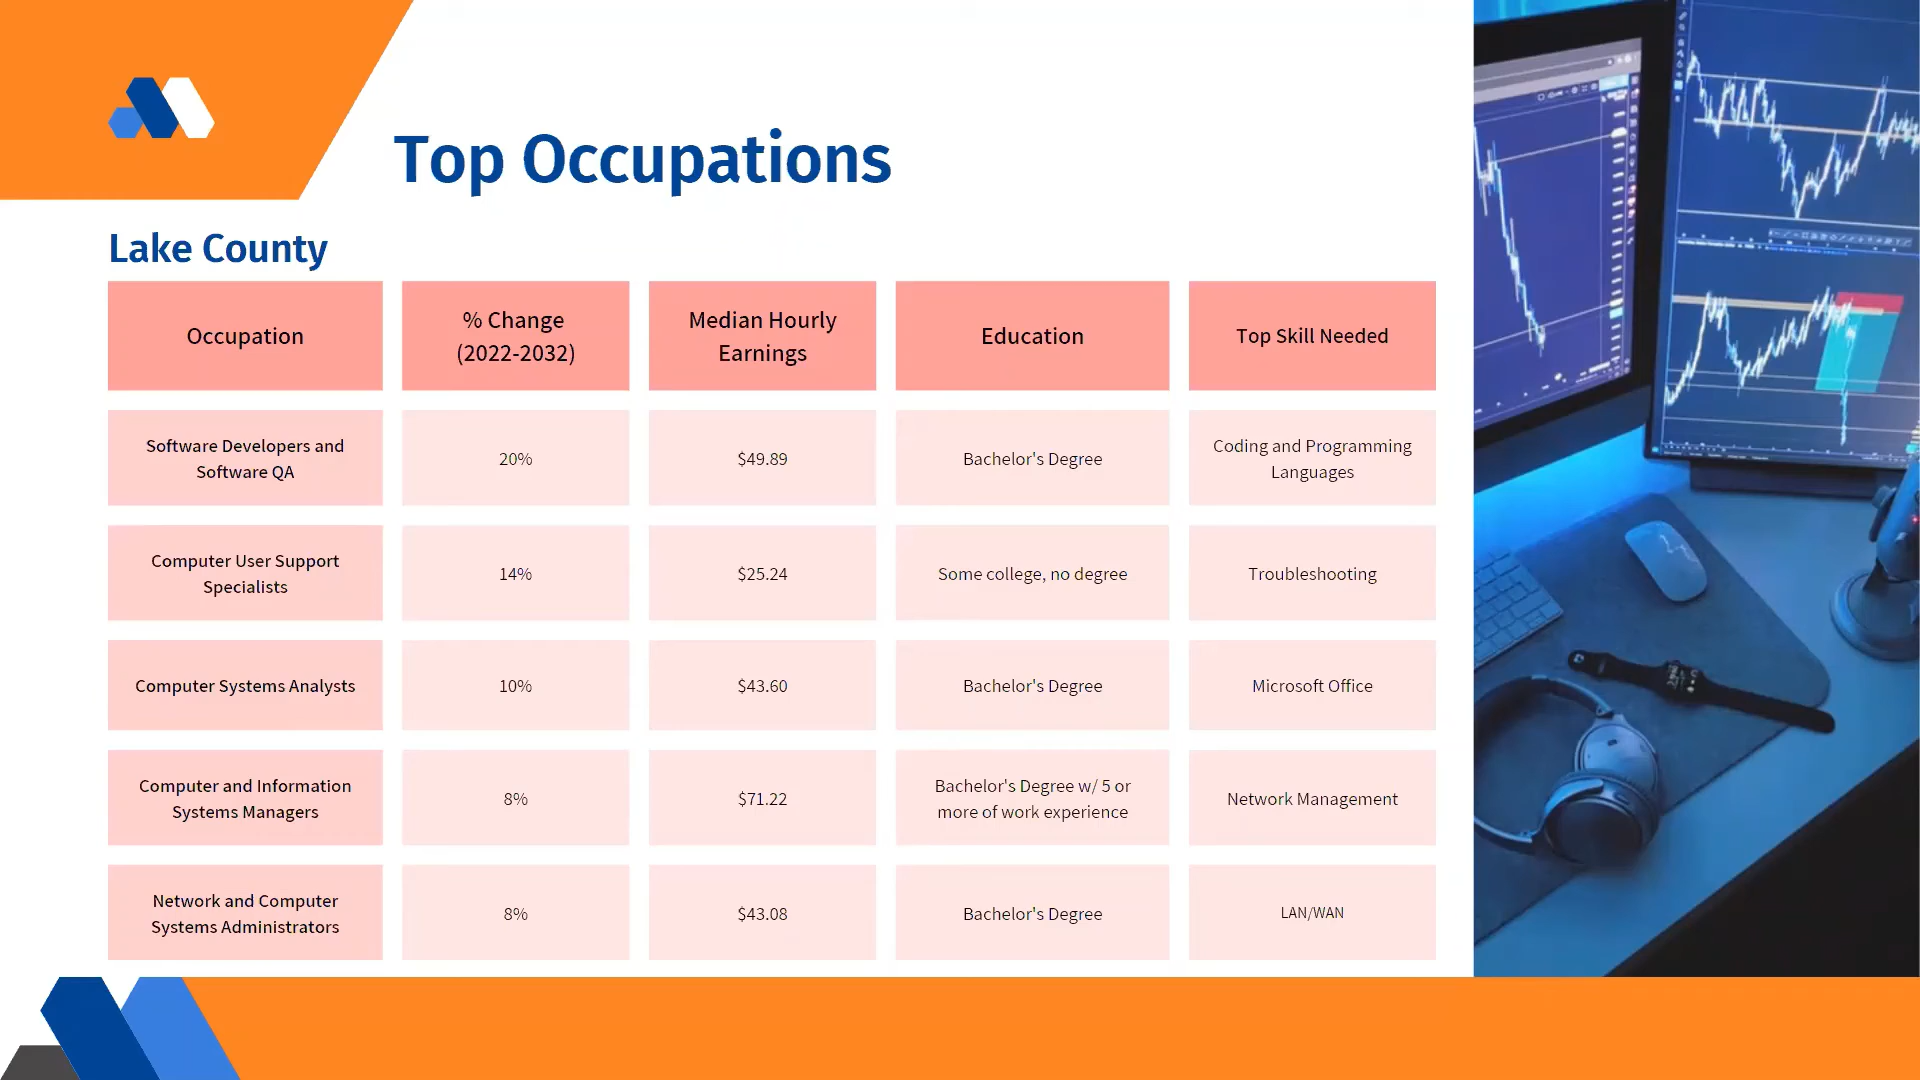 Top Occupations
Lake County
Occupation
% Change
(2022-2032)
Median Hourly
Earnings
Education
Top Skill Needed
Software Developers and
Software QA
20%
$49.89
Bachelor's Degree
Coding and Programming
Languages
Computer User Support
Specialists
14%
$25.24
Some college, no degree
Troubleshooting
Computer Systems Analysts
10%
$43.60
Bachelor's Degree
Microsoft Office
Computer and Information
Systems Managers
8%
$71.22
Bachelor's Degree w/ 5 or
more of work experience
Network Management
Network and Computer
Systems Administrators
8%
$43.08
Bachelor's Degree
LAN/WAN